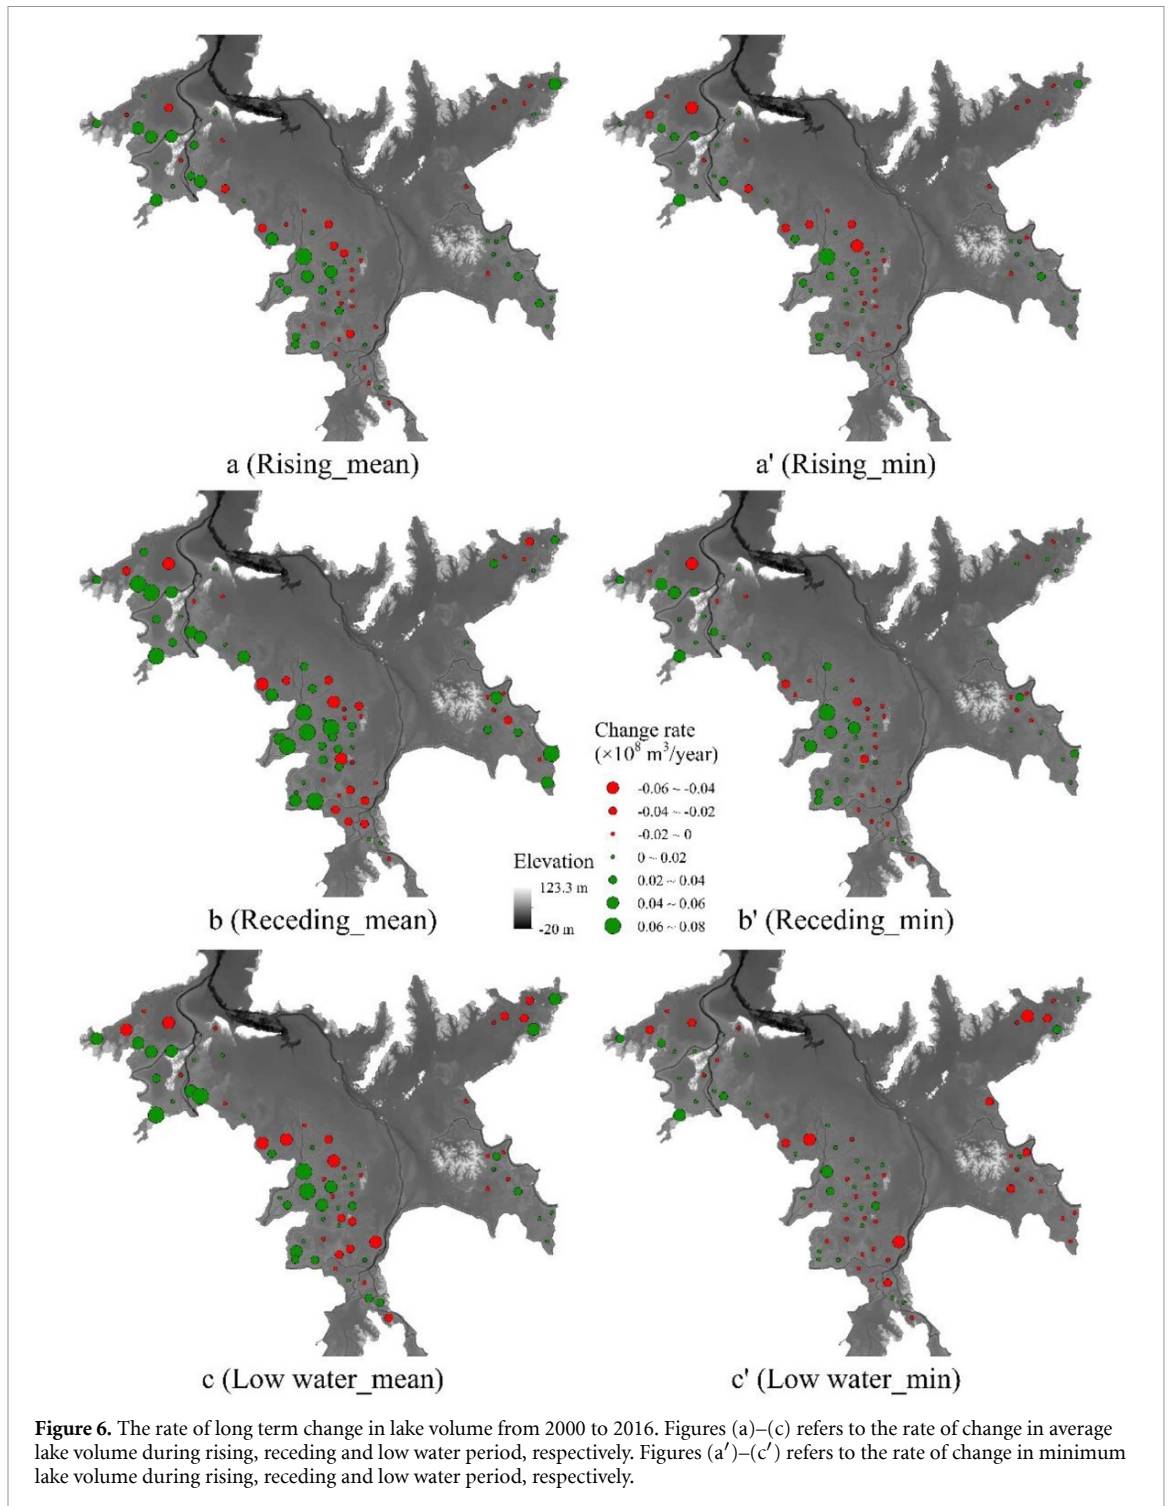 a (Rising_mean)
a' (Rising_min)
b (Receding_mean)
b' (Receding_min)
Change rate
(×10⁸ m³/year)
-0.06 ~ -0.04
-0.04 ~ -0.02
-0.02 ~ 0
0 ~ 0.02
0.02 ~ 0.04
0.04 ~ 0.06
0.06 ~ 0.08
Elevation
123.3 m
-20 m
c (Low water_mean)
c' (Low water_min)
Figure 6. The rate of long term change in lake volume from 2000 to 2016. Figures (a)–(c) refers to the rate of change in average
lake volume during rising, receding and low water period, respectively. Figures (a′)–(c′) refers to the rate of change in minimum
lake volume during rising, receding and low water period, respectively.